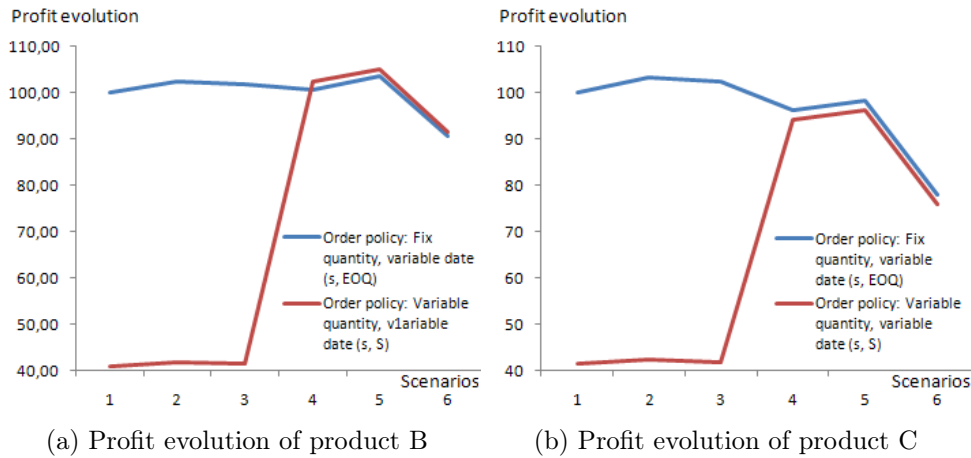 Profit evolution
110,00
100,00
90,00
80,00
70,00
60,00
50,00
40,00
Order policy: Fix
quantity, variable date
(s, EOQ)
Order policy: Variable
quantity, v1ariable
date (s, S)
Scenarios
1 2 3 4 5 6
(a) Profit evolution of product B
Profit evolution
110
100
90
80
70
60
50
40
Order policy: Fix
quantity, variable
date (s, EOQ)
Order policy: Variable
quantity, variable
date (s, S)
Scenarios
1 2 3 4 5 6
(b) Profit evolution of product C